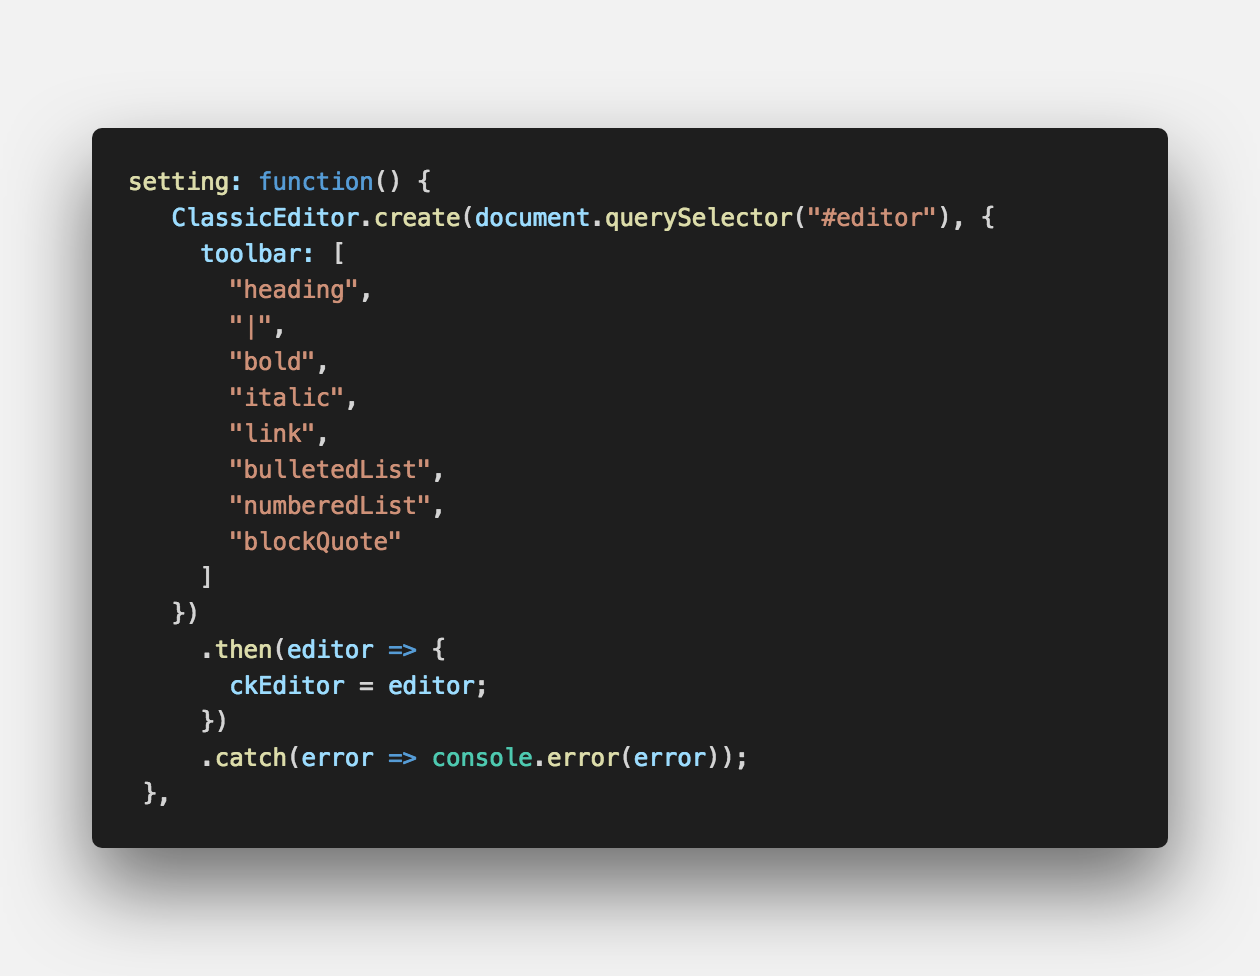 setting: function() {
   ClassicEditor.create(document.querySelector("#editor"), {
     toolbar: [
       "heading",
       "|",
       "bold",
       "italic",
       "link",
       "bulletedList",
       "numberedList",
       "blockQuote"
     ]
   })
     .then(editor => {
       ckEditor = editor;
     })
     .catch(error => console.error(error));
 },